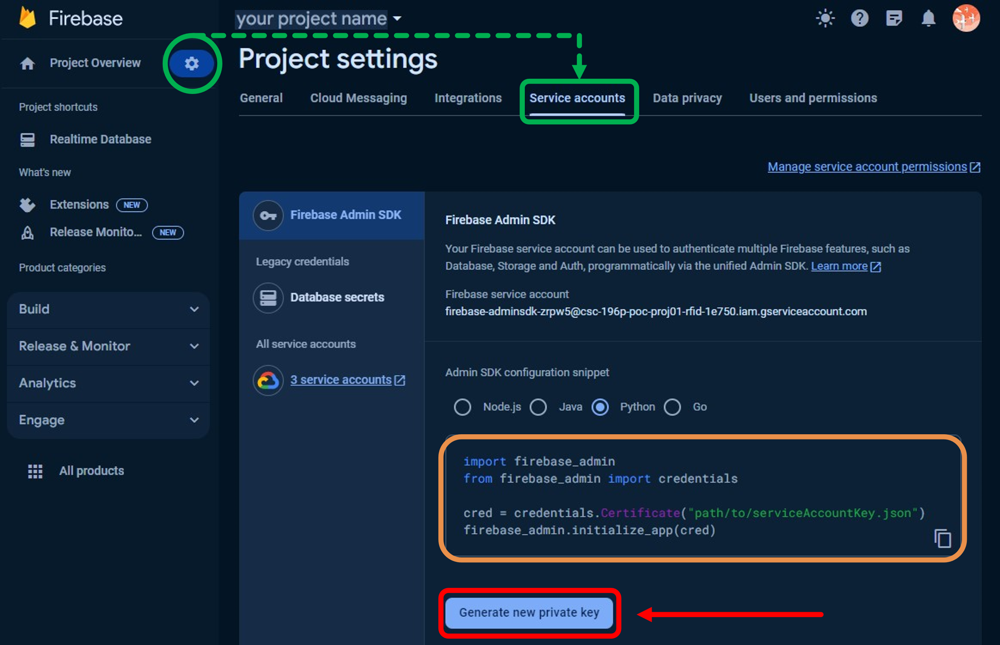 Firebase
your project name
Project Overview
Project settings
General
Cloud Messaging
Integrations
Service accounts
Data privacy
Users and permissions
Project shortcuts
Realtime Database
What's new
Extensions NEW
Release Monito... NEW
Product categories
Build
Release & Monitor
Analytics
Engage
All products
Manage service account permissions
Firebase Admin SDK
Legacy credentials
Database secrets
All service accounts
3 service accounts
Firebase Admin SDK
Your Firebase service account can be used to authenticate multiple Firebase features, such as
Database, Storage and Auth, programmatically via the unified Admin SDK. Learn more
Firebase service account
firebase-adminsdk-zrpw5@csc-196p-poc-proj01-rfid-1e750.iam.gserviceaccount.com
Admin SDK configuration snippet
Node.js
Java
Python
Go
import firebase_admin
from firebase_admin import credentials
cred = credentials.Certificate("path/to/serviceAccountKey.json")
firebase_admin.initialize_app(cred)
Generate new private key